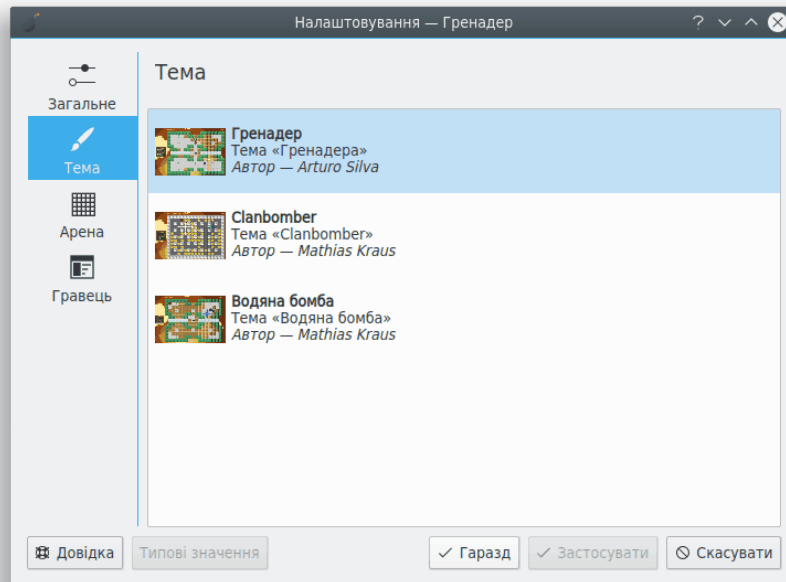 Налаштовування — Гренадер
Загальне
Тема
Арена
Гравець
Тема
Гренадер
Тема «Гренадера»
Автор — Arturo Silva
Clanbomber
Тема «Clanbomber»
Автор — Mathias Kraus
Водяна бомба
Тема «Водяна бомба»
Автор — Mathias Kraus
Довідка
Типові значення
Гаразд
Застосувати
Скасувати